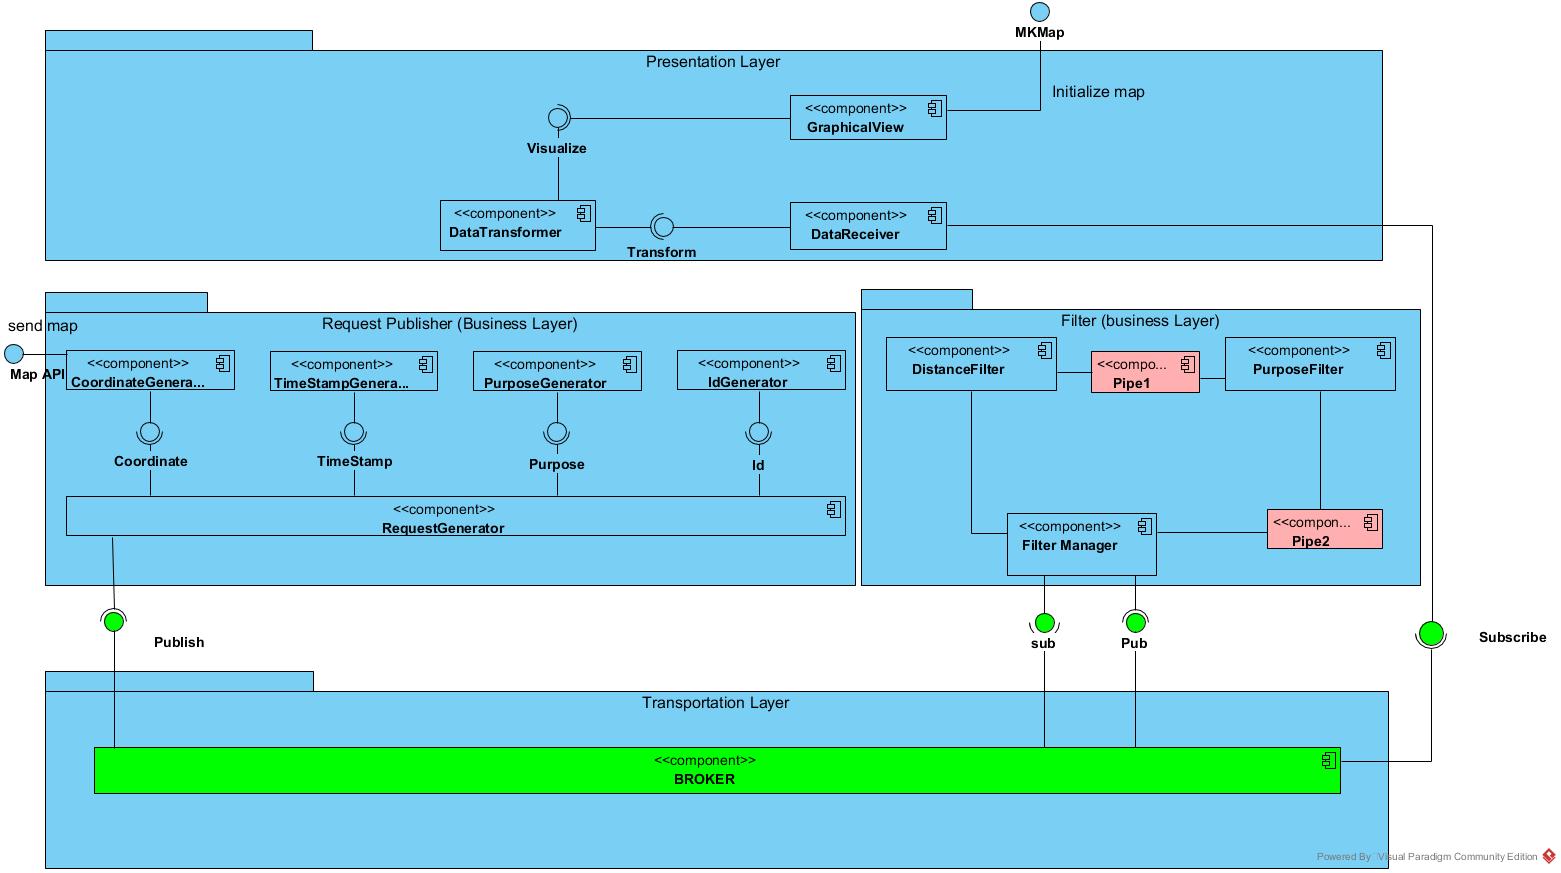 MKMap
Presentation Layer
Initialize map
<<component>>
GraphicalView
Visualize
<<component>>
DataTransformer
Transform
<<component>>
DataReceiver
send map
Map API
Request Publisher (Business Layer)
<<component>>
CoordinateGenera...
<<component>>
TimeStampGenera...
<<component>>
PurposeGenerator
<<component>>
IdGenerator
Coordinate
TimeStamp
Purpose
Id
<<component>>
RequestGenerator
Filter (business Layer)
<<component>>
DistanceFilter
<<compo...
Pipe1
<<component>>
PurposeFilter
<<component>>
Filter Manager
<<compon...
Pipe2
Publish
sub
Pub
Subscribe
Transportation Layer
<<component>>
BROKER
Powered By Visual Paradigm Community Edition